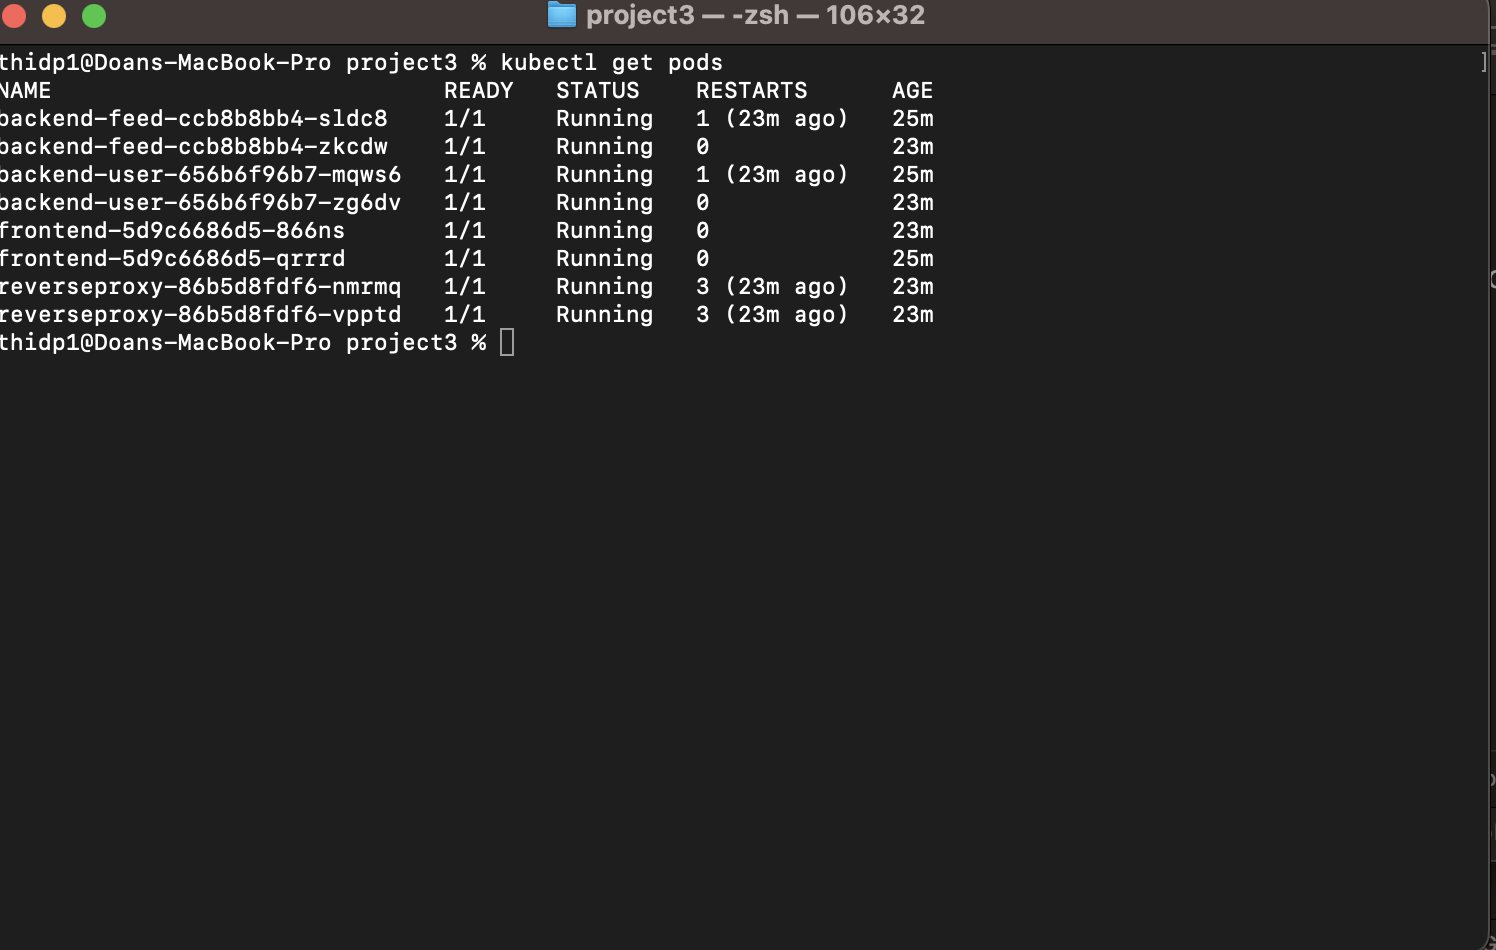 project3 — -zsh — 106×32
thidp1@Doans-MacBook-Pro project3 % kubectl get pods
NAME READY STATUS RESTARTS AGE
backend-feed-ccb8b8bb4-sldc8 1/1 Running 1 (23m ago) 25m
backend-feed-ccb8b8bb4-zkcdw 1/1 Running 0 23m
backend-user-656b6f96b7-mqws6 1/1 Running 1 (23m ago) 25m
backend-user-656b6f96b7-zg6dv 1/1 Running 0 23m
frontend-5d9c6686d5-866ns 1/1 Running 0 23m
frontend-5d9c6686d5-qrrrd 1/1 Running 0 25m
reverseproxy-86b5d8fdf6-nmrmq 1/1 Running 3 (23m ago) 23m
reverseproxy-86b5d8fdf6-vpptd 1/1 Running 3 (23m ago) 23m
thidp1@Doans-MacBook-Pro project3 %